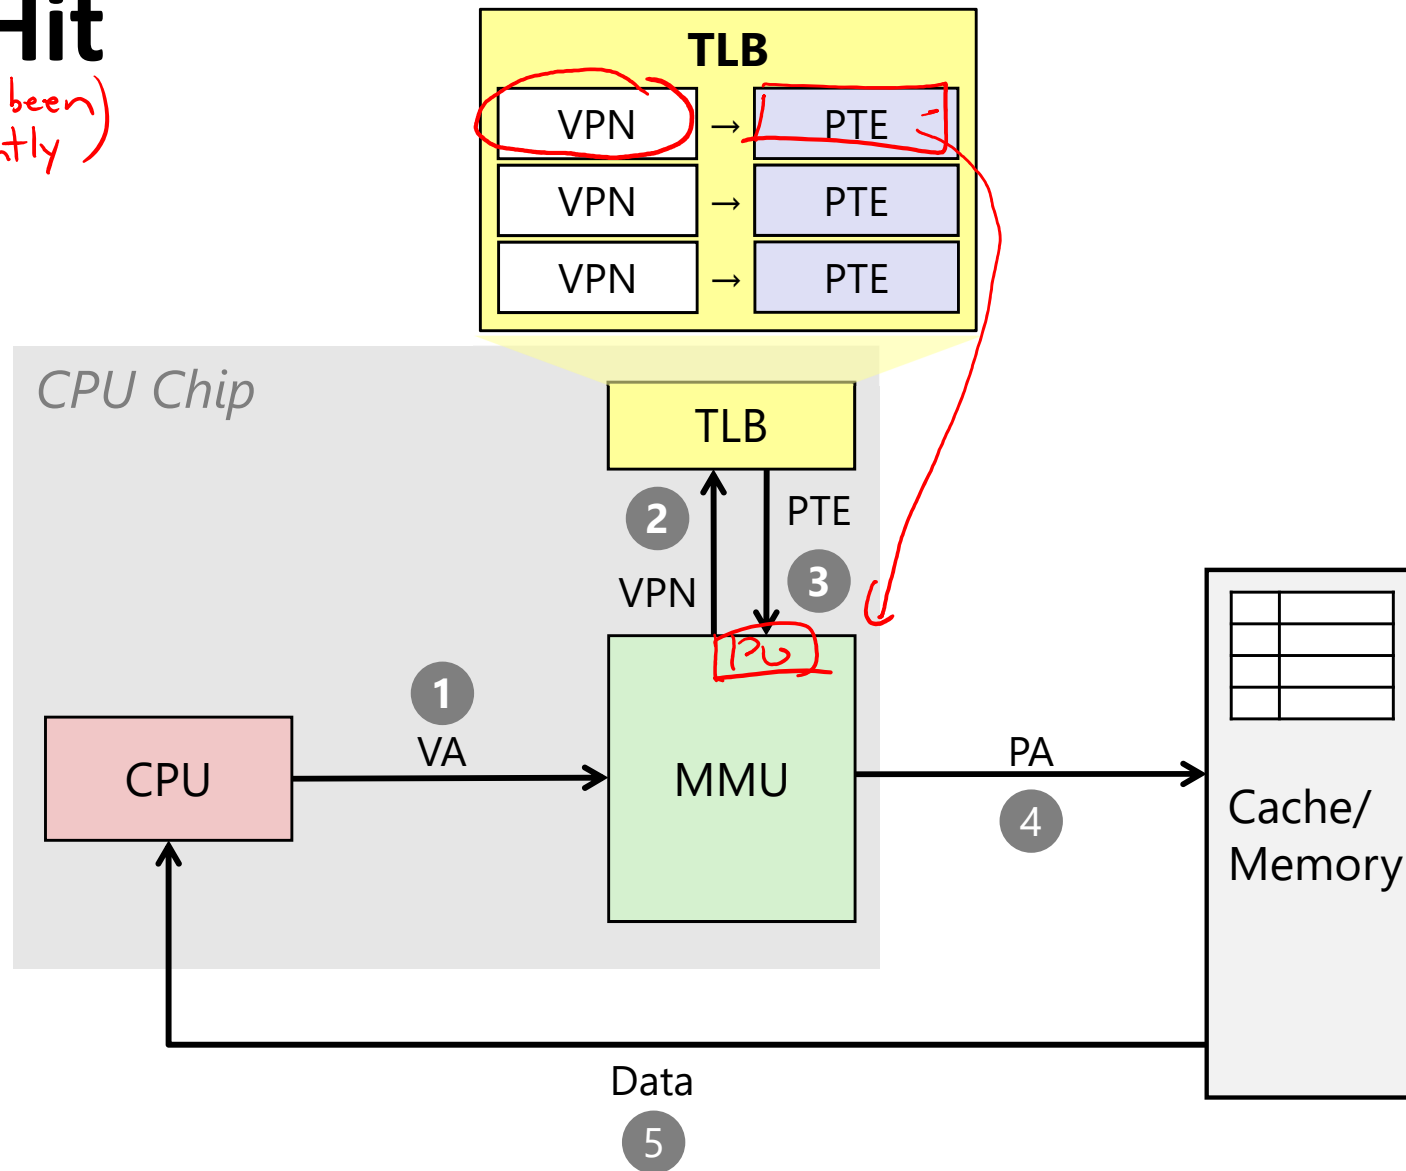 Hit
been)
ntly)
TLB
VPN → PTE
VPN → PTE
VPN → PTE
CPU Chip
TLB
2
PTE
VPN
3
1
VA
CPU
MMU
PA
4
Cache/
Memory
Data
5